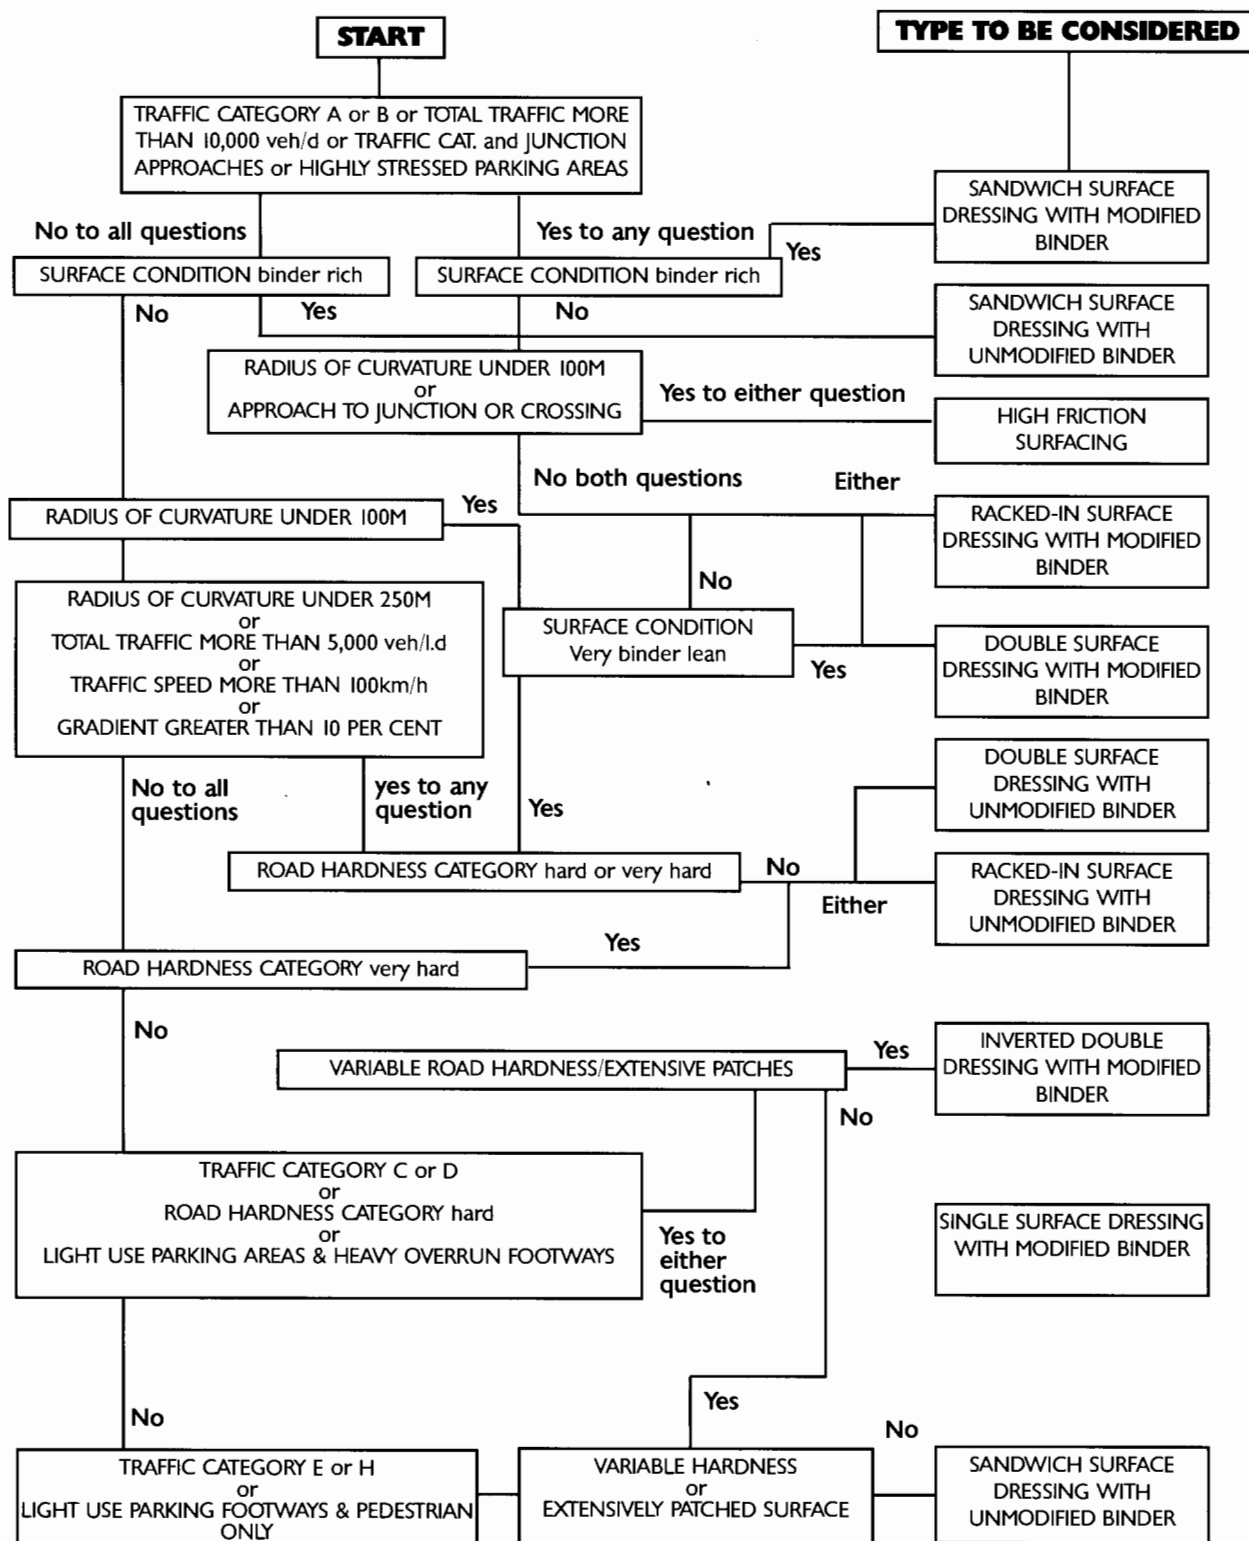 START
TYPE TO BE CONSIDERED
TRAFFIC CATEGORY A or B or TOTAL TRAFFIC MORE
THAN 10,000 veh/d or TRAFFIC CAT. and JUNCTION
APPROACHES or HIGHLY STRESSED PARKING AREAS
SANDWICH SURFACE
DRESSING WITH MODIFIED
BINDER
No to all questions
Yes to any question
Yes
SURFACE CONDITION binder rich
SURFACE CONDITION binder rich
No
Yes
No
SANDWICH SURFACE
DRESSING WITH
UNMODIFIED BINDER
RADIUS OF CURVATURE UNDER 100M
or
APPROACH TO JUNCTION OR CROSSING
Yes to either question
HIGH FRICTION
SURFACING
No both questions
Either
RADIUS OF CURVATURE UNDER 100M
Yes
RACKED-IN SURFACE
DRESSING WITH MODIFIED
BINDER
No
RADIUS OF CURVATURE UNDER 250M
or
TOTAL TRAFFIC MORE THAN 5,000 veh/l.d
or
TRAFFIC SPEED MORE THAN 100km/h
or
GRADIENT GREATER THAN 10 PER CENT
SURFACE CONDITION
Very binder lean
Yes
DOUBLE SURFACE
DRESSING WITH MODIFIED
BINDER
No to all
questions
yes to any
question
Yes
DOUBLE SURFACE
DRESSING WITH
UNMODIFIED BINDER
ROAD HARDNESS CATEGORY hard or very hard
No
Either
RACKED-IN SURFACE
DRESSING WITH
UNMODIFIED BINDER
Yes
ROAD HARDNESS CATEGORY very hard
No
VARIABLE ROAD HARDNESS/EXTENSIVE PATCHES
Yes
INVERTED DOUBLE
DRESSING WITH MODIFIED
BINDER
No
TRAFFIC CATEGORY C or D
or
ROAD HARDNESS CATEGORY hard
or
LIGHT USE PARKING AREAS & HEAVY OVERRUN FOOTWAYS
Yes to
either
question
SINGLE SURFACE DRESSING
WITH MODIFIED BINDER
No
Yes
No
TRAFFIC CATEGORY E or H
or
LIGHT USE PARKING FOOTWAYS & PEDESTRIAN
ONLY
VARIABLE HARDNESS
or
EXTENSIVELY PATCHED SURFACE
SANDWICH SURFACE
DRESSING WITH
UNMODIFIED BINDER